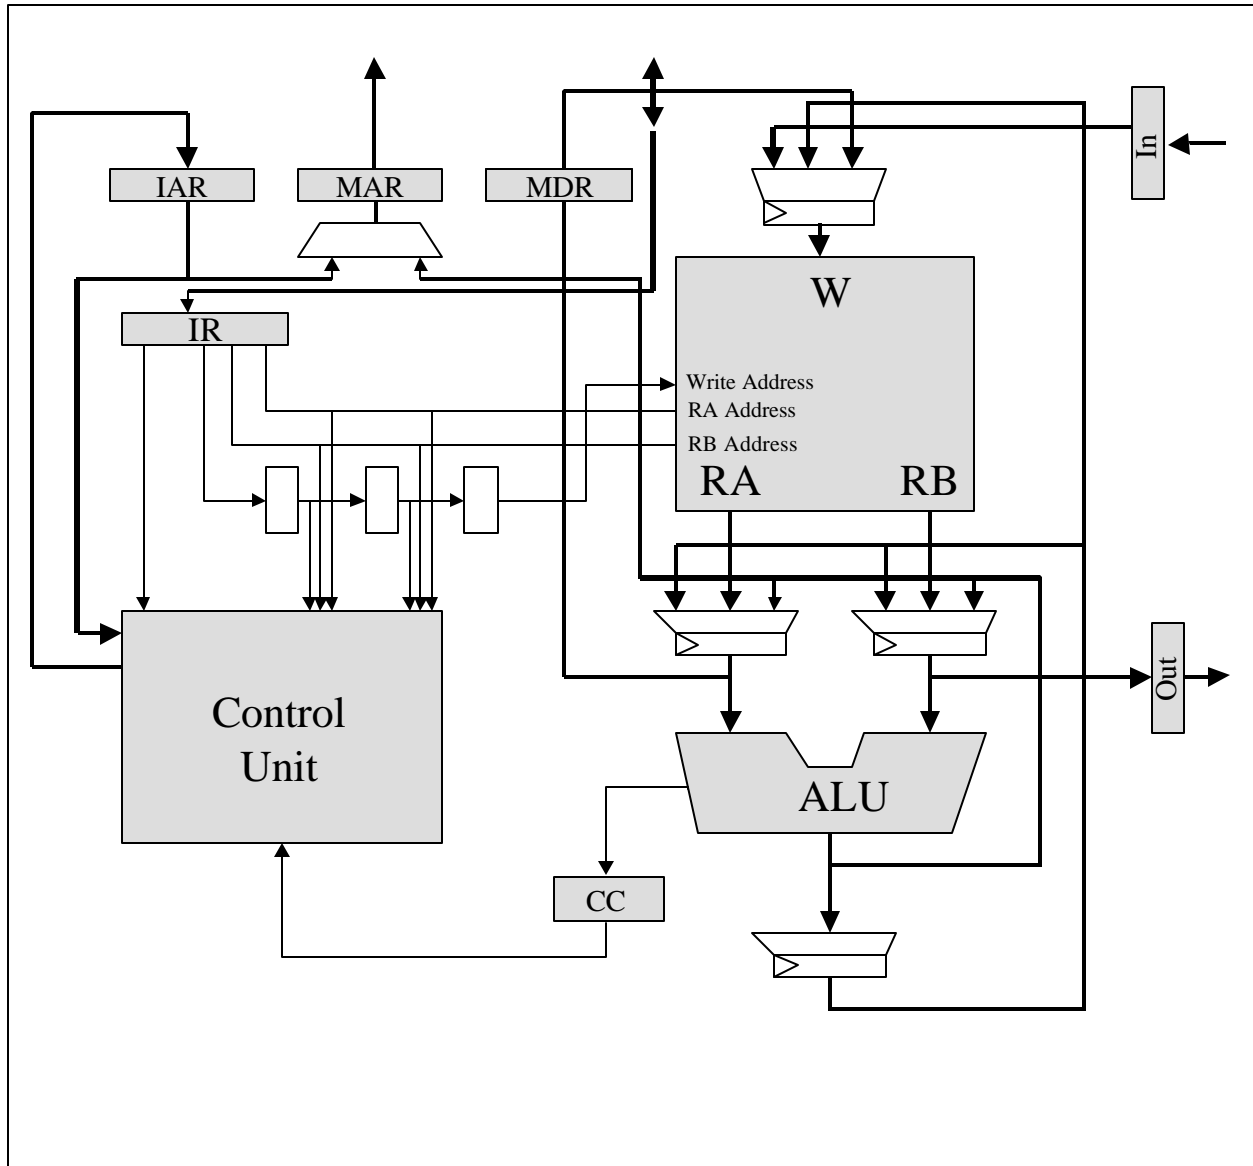 In
IAR
MAR
MDR
W
IR
Write Address
RA Address
RB Address
RA
RB
Control
Unit
Out
ALU
CC